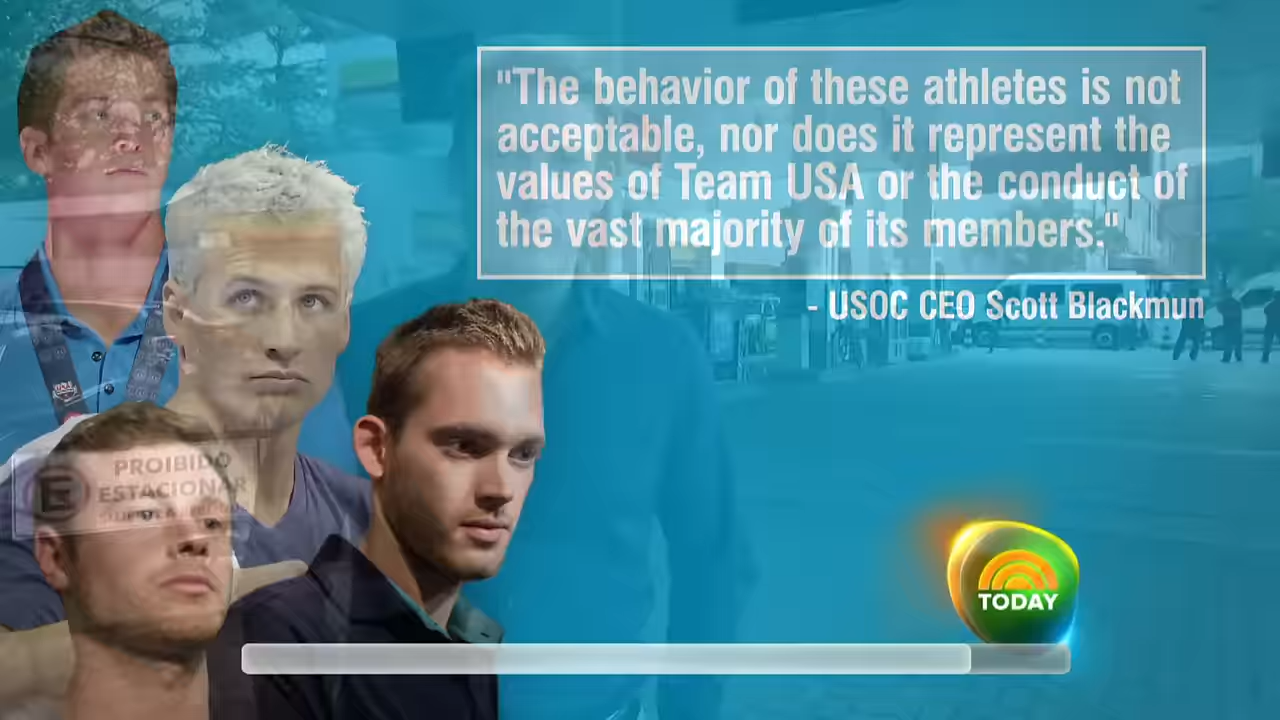 "The behavior of these athletes is not
acceptable, nor does it represent the
values of Team USA or the conduct of
the vast majority of its members."
- USOC CEO Scott Blackmun
PROIBIDO
ESTACIONAR
TODAY